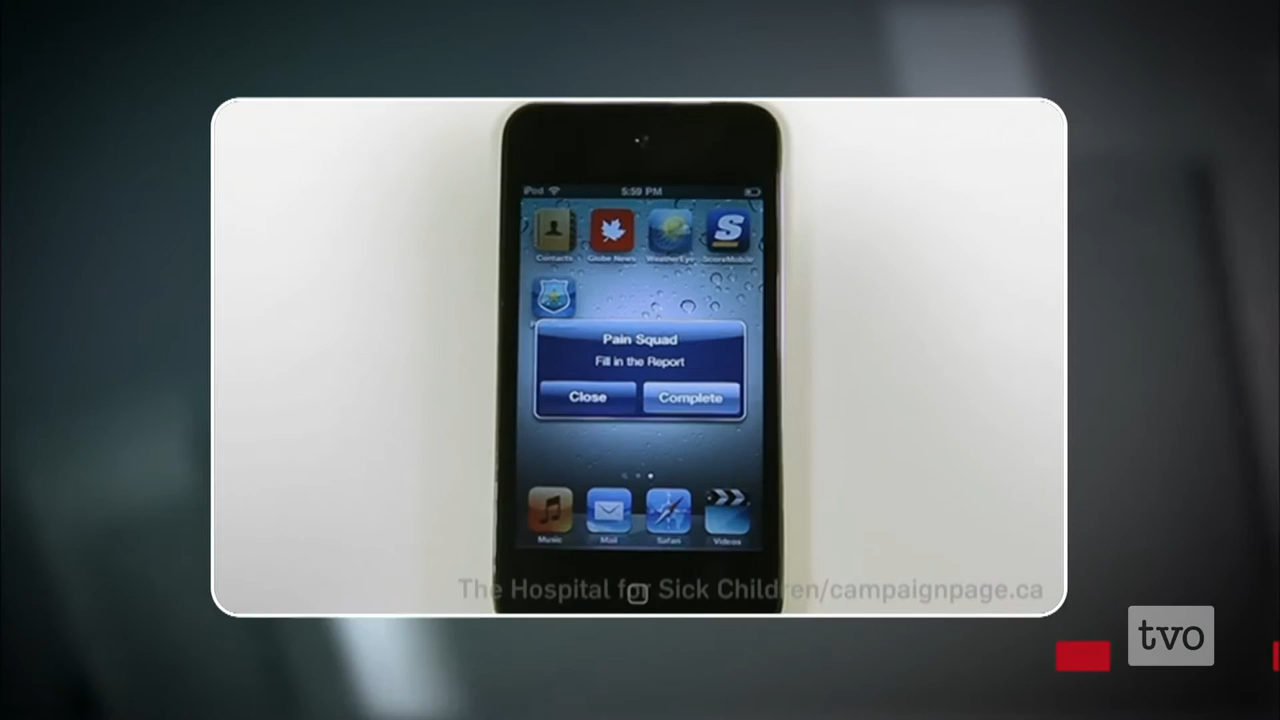 iPod
5:59 PM
Contacts
Globe News
WeatherEye
ScoreMobile
S
Pain Squad
Fill in the Report
Close
Complete
Music
Mail
Safari
Videos
The Hospital for Sick Children/campaignpage.ca
tvo